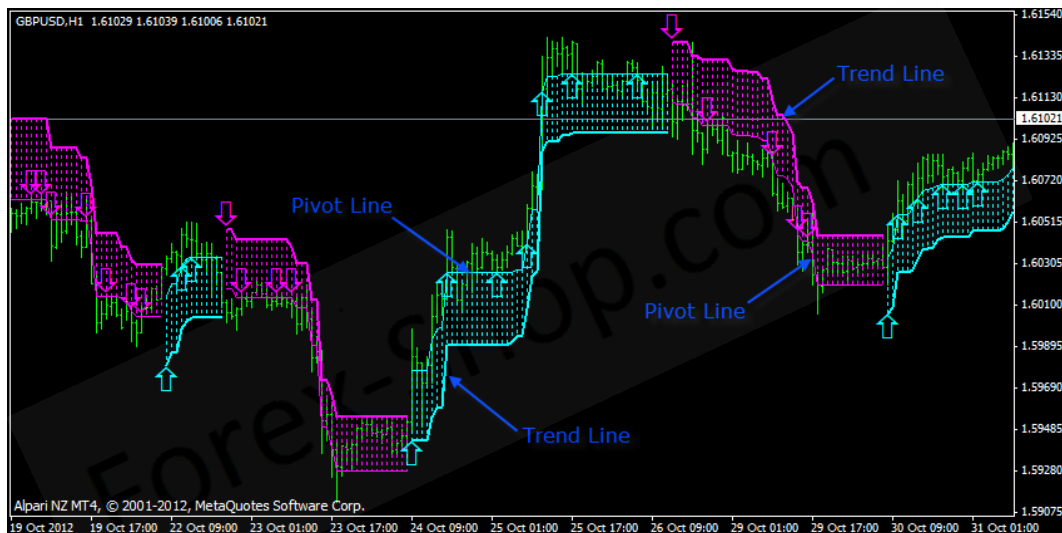 GBPUSD,H1 1.61029 1.61039 1.61006 1.61021
1.61540
1.61335
Trend Line
1.61130
1.61021
1.60925
1.60720
Pivot Line
1.60515
1.60305
Pivot Line
1.60100
1.59895
1.59690
Trend Line
1.59485
1.59280
Forex-shop.com
Alpari NZ MT4, © 2001-2012, MetaQuotes Software Corp.
1.59075
19 Oct 2012 19 Oct 17:00 22 Oct 09:00 23 Oct 01:00 23 Oct 17:00 24 Oct 09:00 25 Oct 01:00 25 Oct 17:00 26 Oct 09:00 29 Oct 01:00 29 Oct 17:00 30 Oct 09:00 31 Oct 01:00